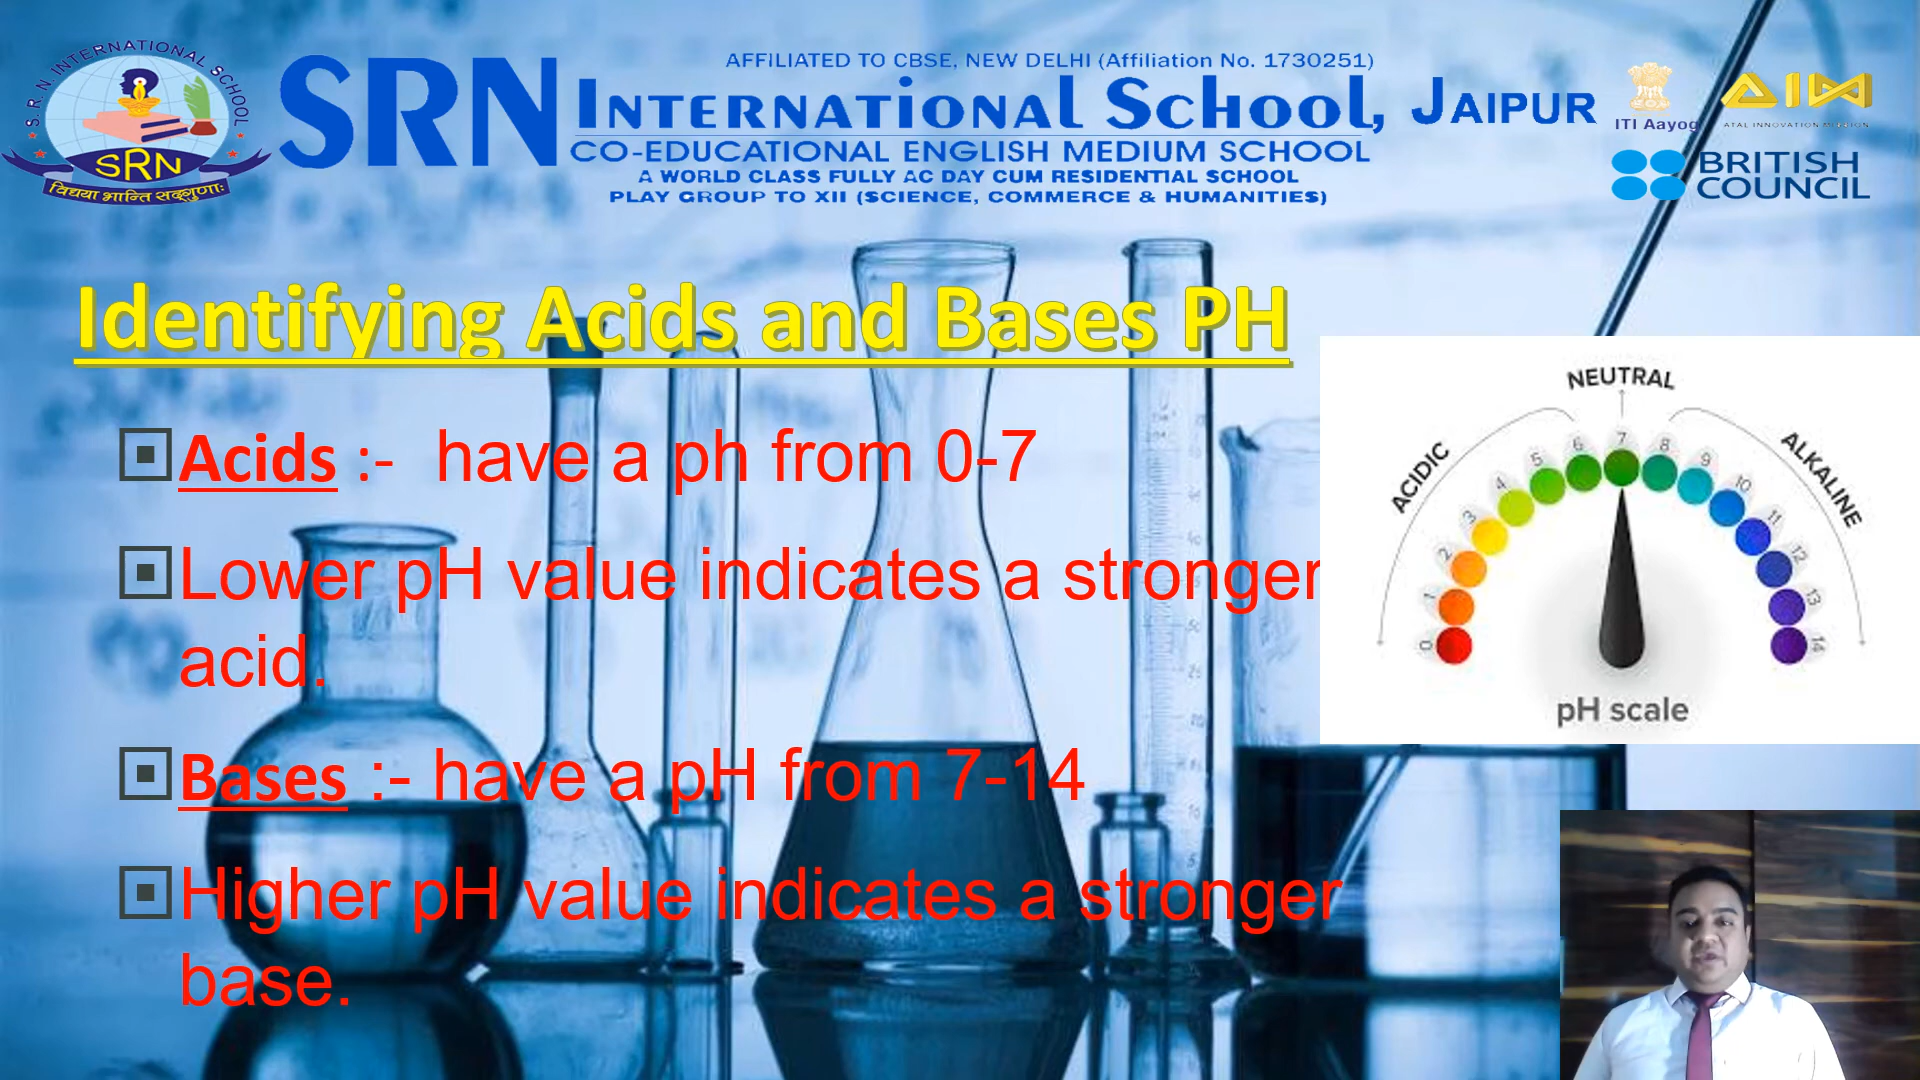 S.R.N. INTERNATIONAL SCHOOL
SRN
विद्यया भान्ति सद्गुणाः
AFFILIATED TO CBSE, NEW DELHI (Affiliation No. 1730251)
SRN INTERNATiONAL SCHOOL, JAIPUR
CO-EDUCATIONAL ENGLISH MEDIUM SCHOOL
A WORLD CLASS FULLY AC DAY CUM RESIDENTIAL SCHOOL
PLAY GROUP TO XII (SCIENCE, COMMERCE & HUMANITIES)
ITI Aayog
AIM
ATAL INNOVATION MISSION
BRITISH
COUNCIL
Identifying Acids and Bases PH
Acids :- have a ph from 0-7
Lower pH value indicates a stronger
acid.
Bases :- have a pH from 7-14
Higher pH value indicates a stronger
base.
NEUTRAL
ACIDIC
ALKALINE
0 1 2 3 4 5 6 7 8 9 10 11 12 13 14
pH scale